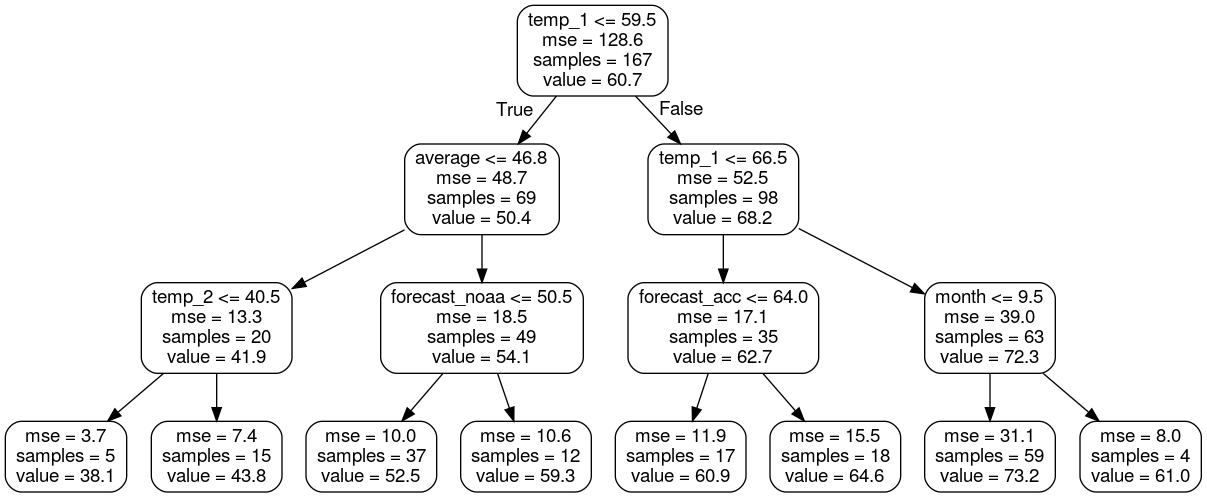 temp_1 <= 59.5
mse = 128.6
samples = 167
value = 60.7
True
False
average <= 46.8
mse = 48.7
samples = 69
value = 50.4
temp_1 <= 66.5
mse = 52.5
samples = 98
value = 68.2
temp_2 <= 40.5
mse = 13.3
samples = 20
value = 41.9
forecast_noaa <= 50.5
mse = 18.5
samples = 49
value = 54.1
forecast_acc <= 64.0
mse = 17.1
samples = 35
value = 62.7
month <= 9.5
mse = 39.0
samples = 63
value = 72.3
mse = 3.7
samples = 5
value = 38.1
mse = 7.4
samples = 15
value = 43.8
mse = 10.0
samples = 37
value = 52.5
mse = 10.6
samples = 12
value = 59.3
mse = 11.9
samples = 17
value = 60.9
mse = 15.5
samples = 18
value = 64.6
mse = 31.1
samples = 59
value = 73.2
mse = 8.0
samples = 4
value = 61.0